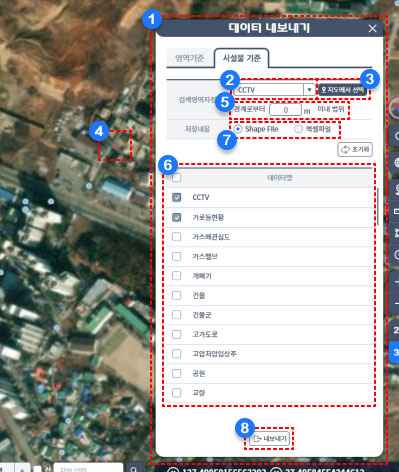 1
데이터 내보내기
영역기준
시설물 기준
2
3
CCTV
지도에서 선택
검색영역지정
5
경계로부터 0 m 이내 범위
4
저장내용
Shape File
엑셀파일
7
초기화
6
데이터명
CCTV
가로등현황
가스배관심도
가스밸브
개폐기
건물
건물군
고가도로
고압저압입상주
공원
교량
8
내보내기
2
3